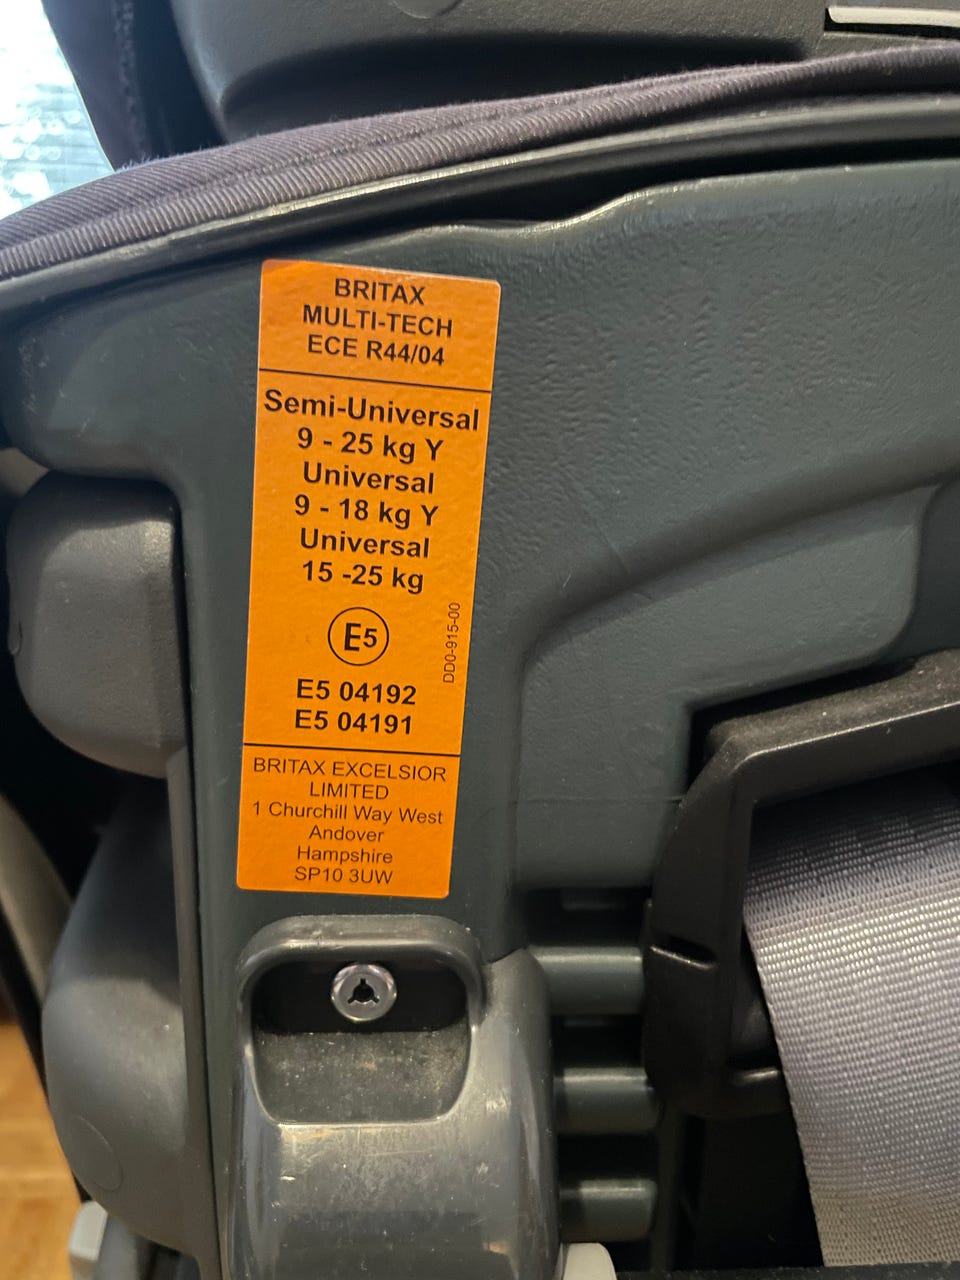 BRITAX
MULTI-TECH
ECE R44/04
Semi-Universal
9 - 25 kg Y
Universal
9 - 18 kg Y
Universal
15 -25 kg
E5
DD0-915-00
E5 04192
E5 04191
BRITAX EXCELSIOR
LIMITED
1 Churchill Way West
Andover
Hampshire
SP10 3UW